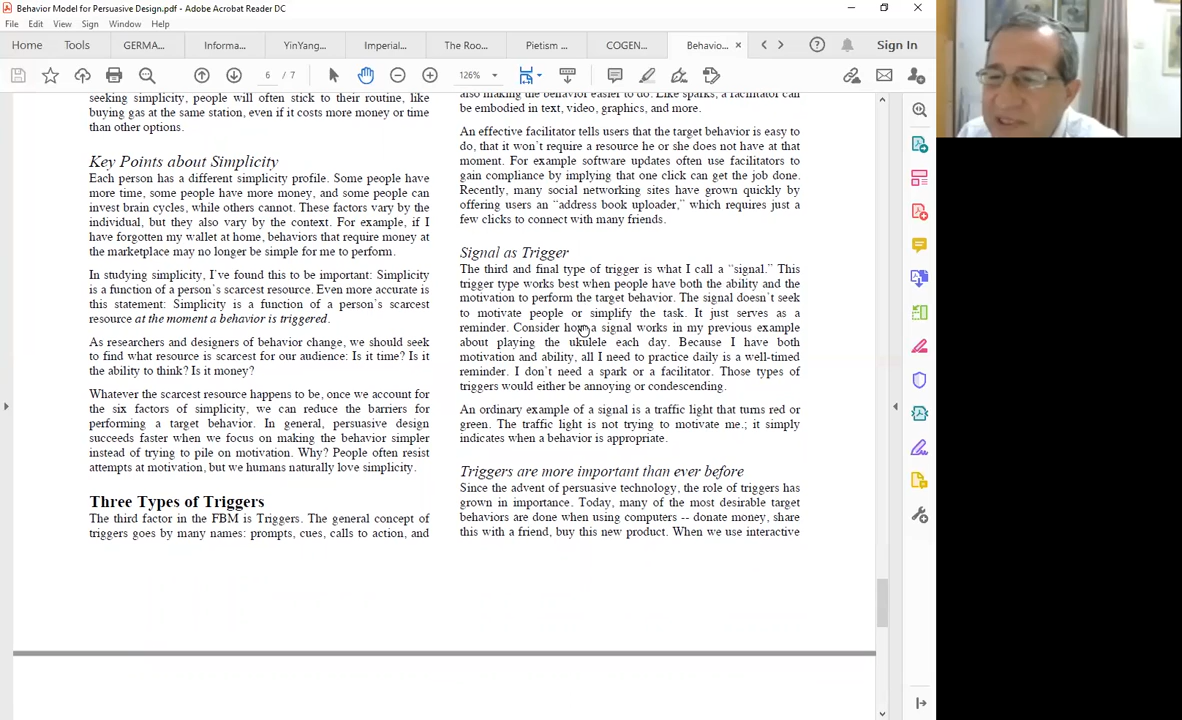 Behavior Model for Persuasive Design.pdf - Adobe Acrobat Reader DC
File Edit View Sign Window Help
Home Tools GERMA... Informa... YinYang... Imperial... The Roo... Pietism ... COGEN... Behavio... × Sign In
6 / 7 126%
seeking simplicity, people will often stick to their routine, like
buying gas at the same station, even if it costs more money or time
than other options.
Key Points about Simplicity
Each person has a different simplicity profile. Some people have
more time, some people have more money, and some people can
invest brain cycles, while others cannot. These factors vary by the
individual, but they also vary by the context. For example, if I
have forgotten my wallet at home, behaviors that require money at
the marketplace may no longer be simple for me to perform.
In studying simplicity, I've found this to be important: Simplicity
is a function of a person's scarcest resource. Even more accurate is
this statement: Simplicity is a function of a person's scarcest
resource at the moment a behavior is triggered.
As researchers and designers of behavior change, we should seek
to find what resource is scarcest for our audience: Is it time? Is it
the ability to think? Is it money?
Whatever the scarcest resource happens to be, once we account for
the six factors of simplicity, we can reduce the barriers for
performing a target behavior. In general, persuasive design
succeeds faster when we focus on making the behavior simpler
instead of trying to pile on motivation. Why? People often resist
attempts at motivation, but we humans naturally love simplicity.
Three Types of Triggers
The third factor in the FBM is Triggers. The general concept of
triggers goes by many names: prompts, cues, calls to action, and
also making the behavior easier to do. Like sparks, a facilitator can
be embodied in text, video, graphics, and more.
An effective facilitator tells users that the target behavior is easy to
do, that it won't require a resource he or she does not have at that
moment. For example software updates often use facilitators to
gain compliance by implying that one click can get the job done.
Recently, many social networking sites have grown quickly by
offering users an "address book uploader," which requires just a
few clicks to connect with many friends.
Signal as Trigger
The third and final type of trigger is what I call a "signal." This
trigger type works best when people have both the ability and the
motivation to perform the target behavior. The signal doesn't seek
to motivate people or simplify the task. It just serves as a
reminder. Consider how a signal works in my previous example
about playing the ukulele each day. Because I have both
motivation and ability, all I need to practice daily is a well-timed
reminder. I don't need a spark or a facilitator. Those types of
triggers would either be annoying or condescending.
An ordinary example of a signal is a traffic light that turns red or
green. The traffic light is not trying to motivate me.; it simply
indicates when a behavior is appropriate.
Triggers are more important than ever before
Since the advent of persuasive technology, the role of triggers has
grown in importance. Today, many of the most desirable target
behaviors are done when using computers -- donate money, share
this with a friend, buy this new product. When we use interactive